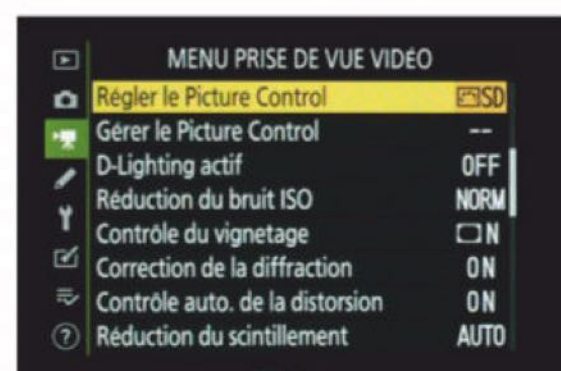 MENU PRISE DE VUE VIDÉO
Régler le Picture Control SD
Gérer le Picture Control --
D-Lighting actif OFF
Réduction du bruit ISO NORM
Contrôle du vignetage N
Correction de la diffraction ON
Contrôle auto. de la distorsion ON
Réduction du scintillement AUTO
?